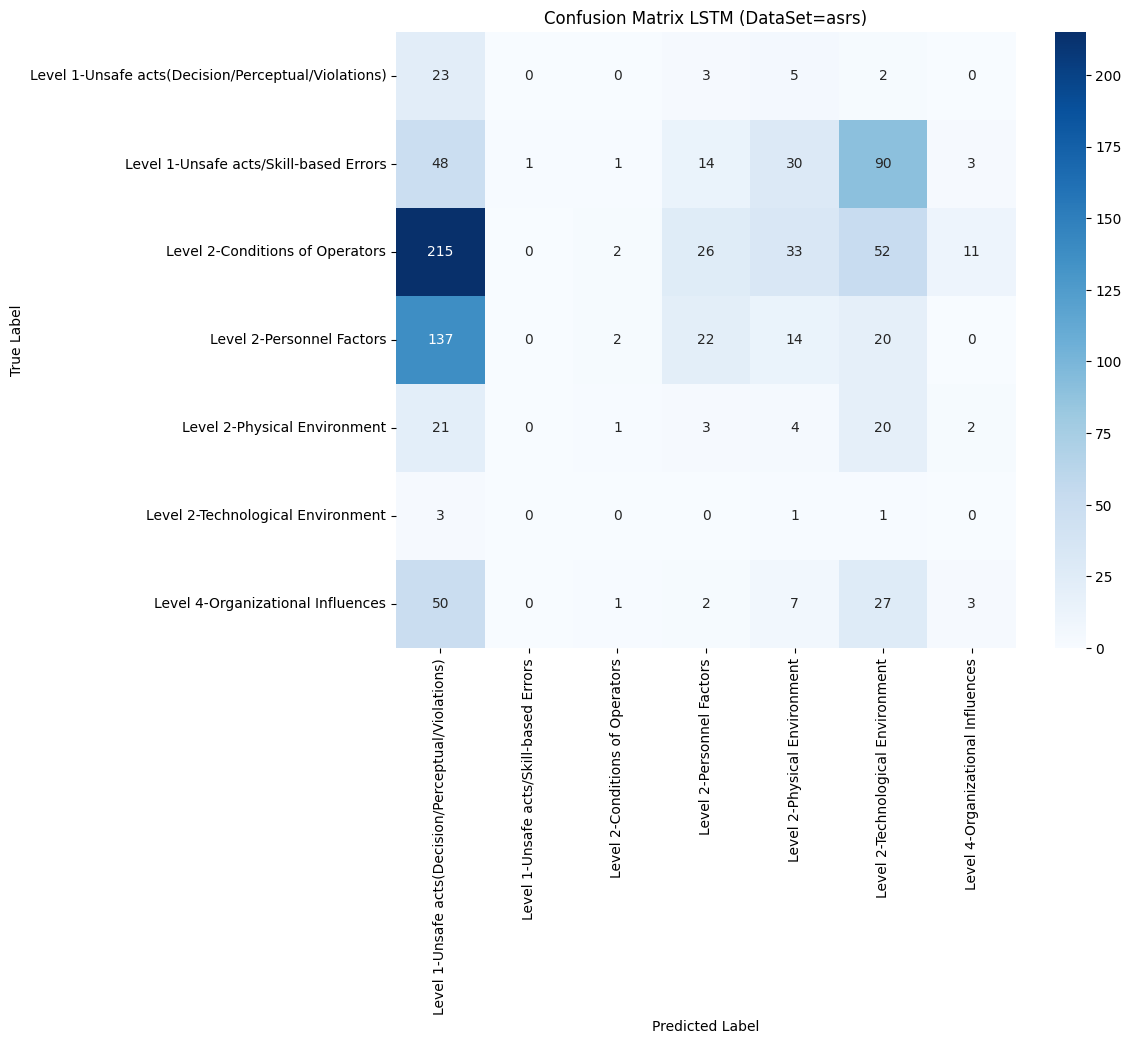 Confusion Matrix LSTM (DataSet=asrs)
True Label
Level 1-Unsafe acts(Decision/Perceptual/Violations) 23 0 0 3 5 2 0
Level 1-Unsafe acts/Skill-based Errors 48 1 1 14 30 90 3
Level 2-Conditions of Operators 215 0 2 26 33 52 11
Level 2-Personnel Factors 137 0 2 22 14 20 0
Level 2-Physical Environment 21 0 1 3 4 20 2
Level 2-Technological Environment 3 0 0 0 1 1 0
Level 4-Organizational Influences 50 0 1 2 7 27 3
Level 1-Unsafe acts(Decision/Perceptual/Violations)
Level 1-Unsafe acts/Skill-based Errors
Level 2-Conditions of Operators
Level 2-Personnel Factors
Level 2-Physical Environment
Level 2-Technological Environment
Level 4-Organizational Influences
Predicted Label
200
175
150
125
100
75
50
25
0